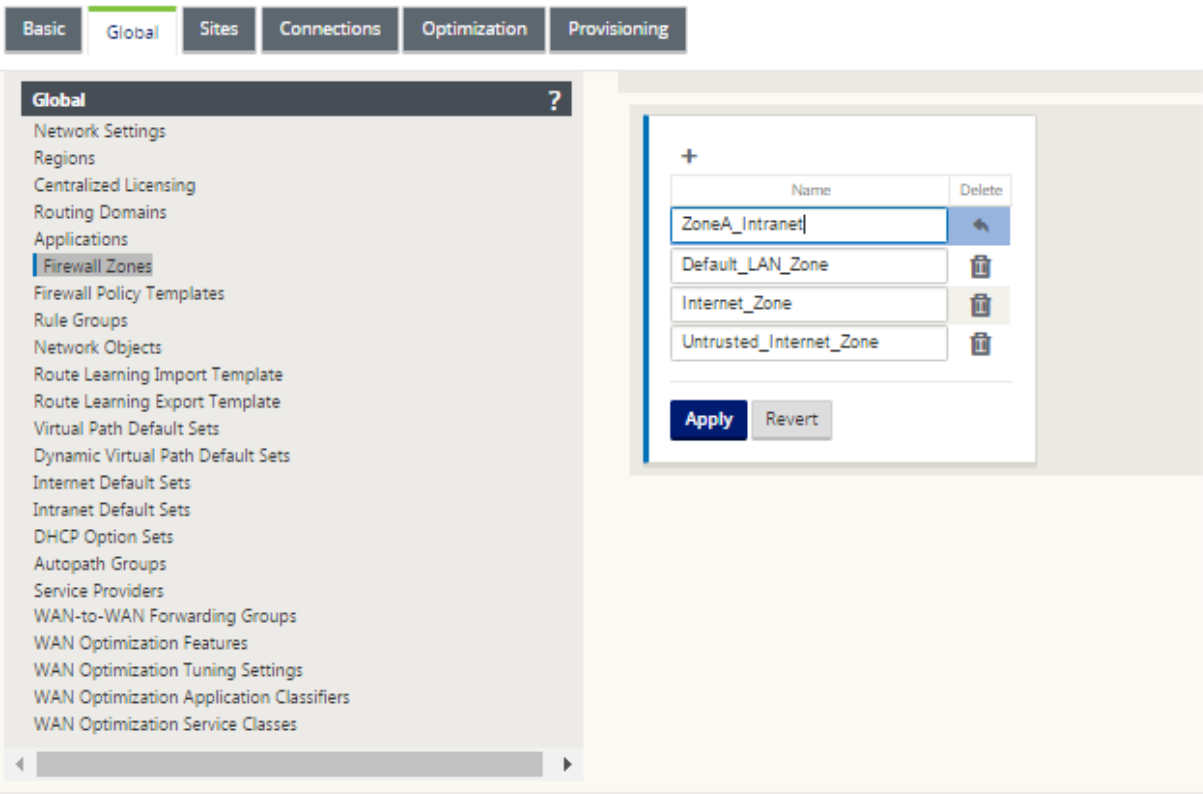 Basic Global Sites Connections Optimization Provisioning
Global ?
Network Settings
Regions
Centralized Licensing
Routing Domains
Applications
Firewall Zones
Firewall Policy Templates
Rule Groups
Network Objects
Route Learning Import Template
Route Learning Export Template
Virtual Path Default Sets
Dynamic Virtual Path Default Sets
Internet Default Sets
Intranet Default Sets
DHCP Option Sets
Autopath Groups
Service Providers
WAN-to-WAN Forwarding Groups
WAN Optimization Features
WAN Optimization Tuning Settings
WAN Optimization Application Classifiers
WAN Optimization Service Classes
+
Name Delete
ZoneA_Intranet
Default_LAN_Zone
Internet_Zone
Untrusted_Internet_Zone
Apply Revert